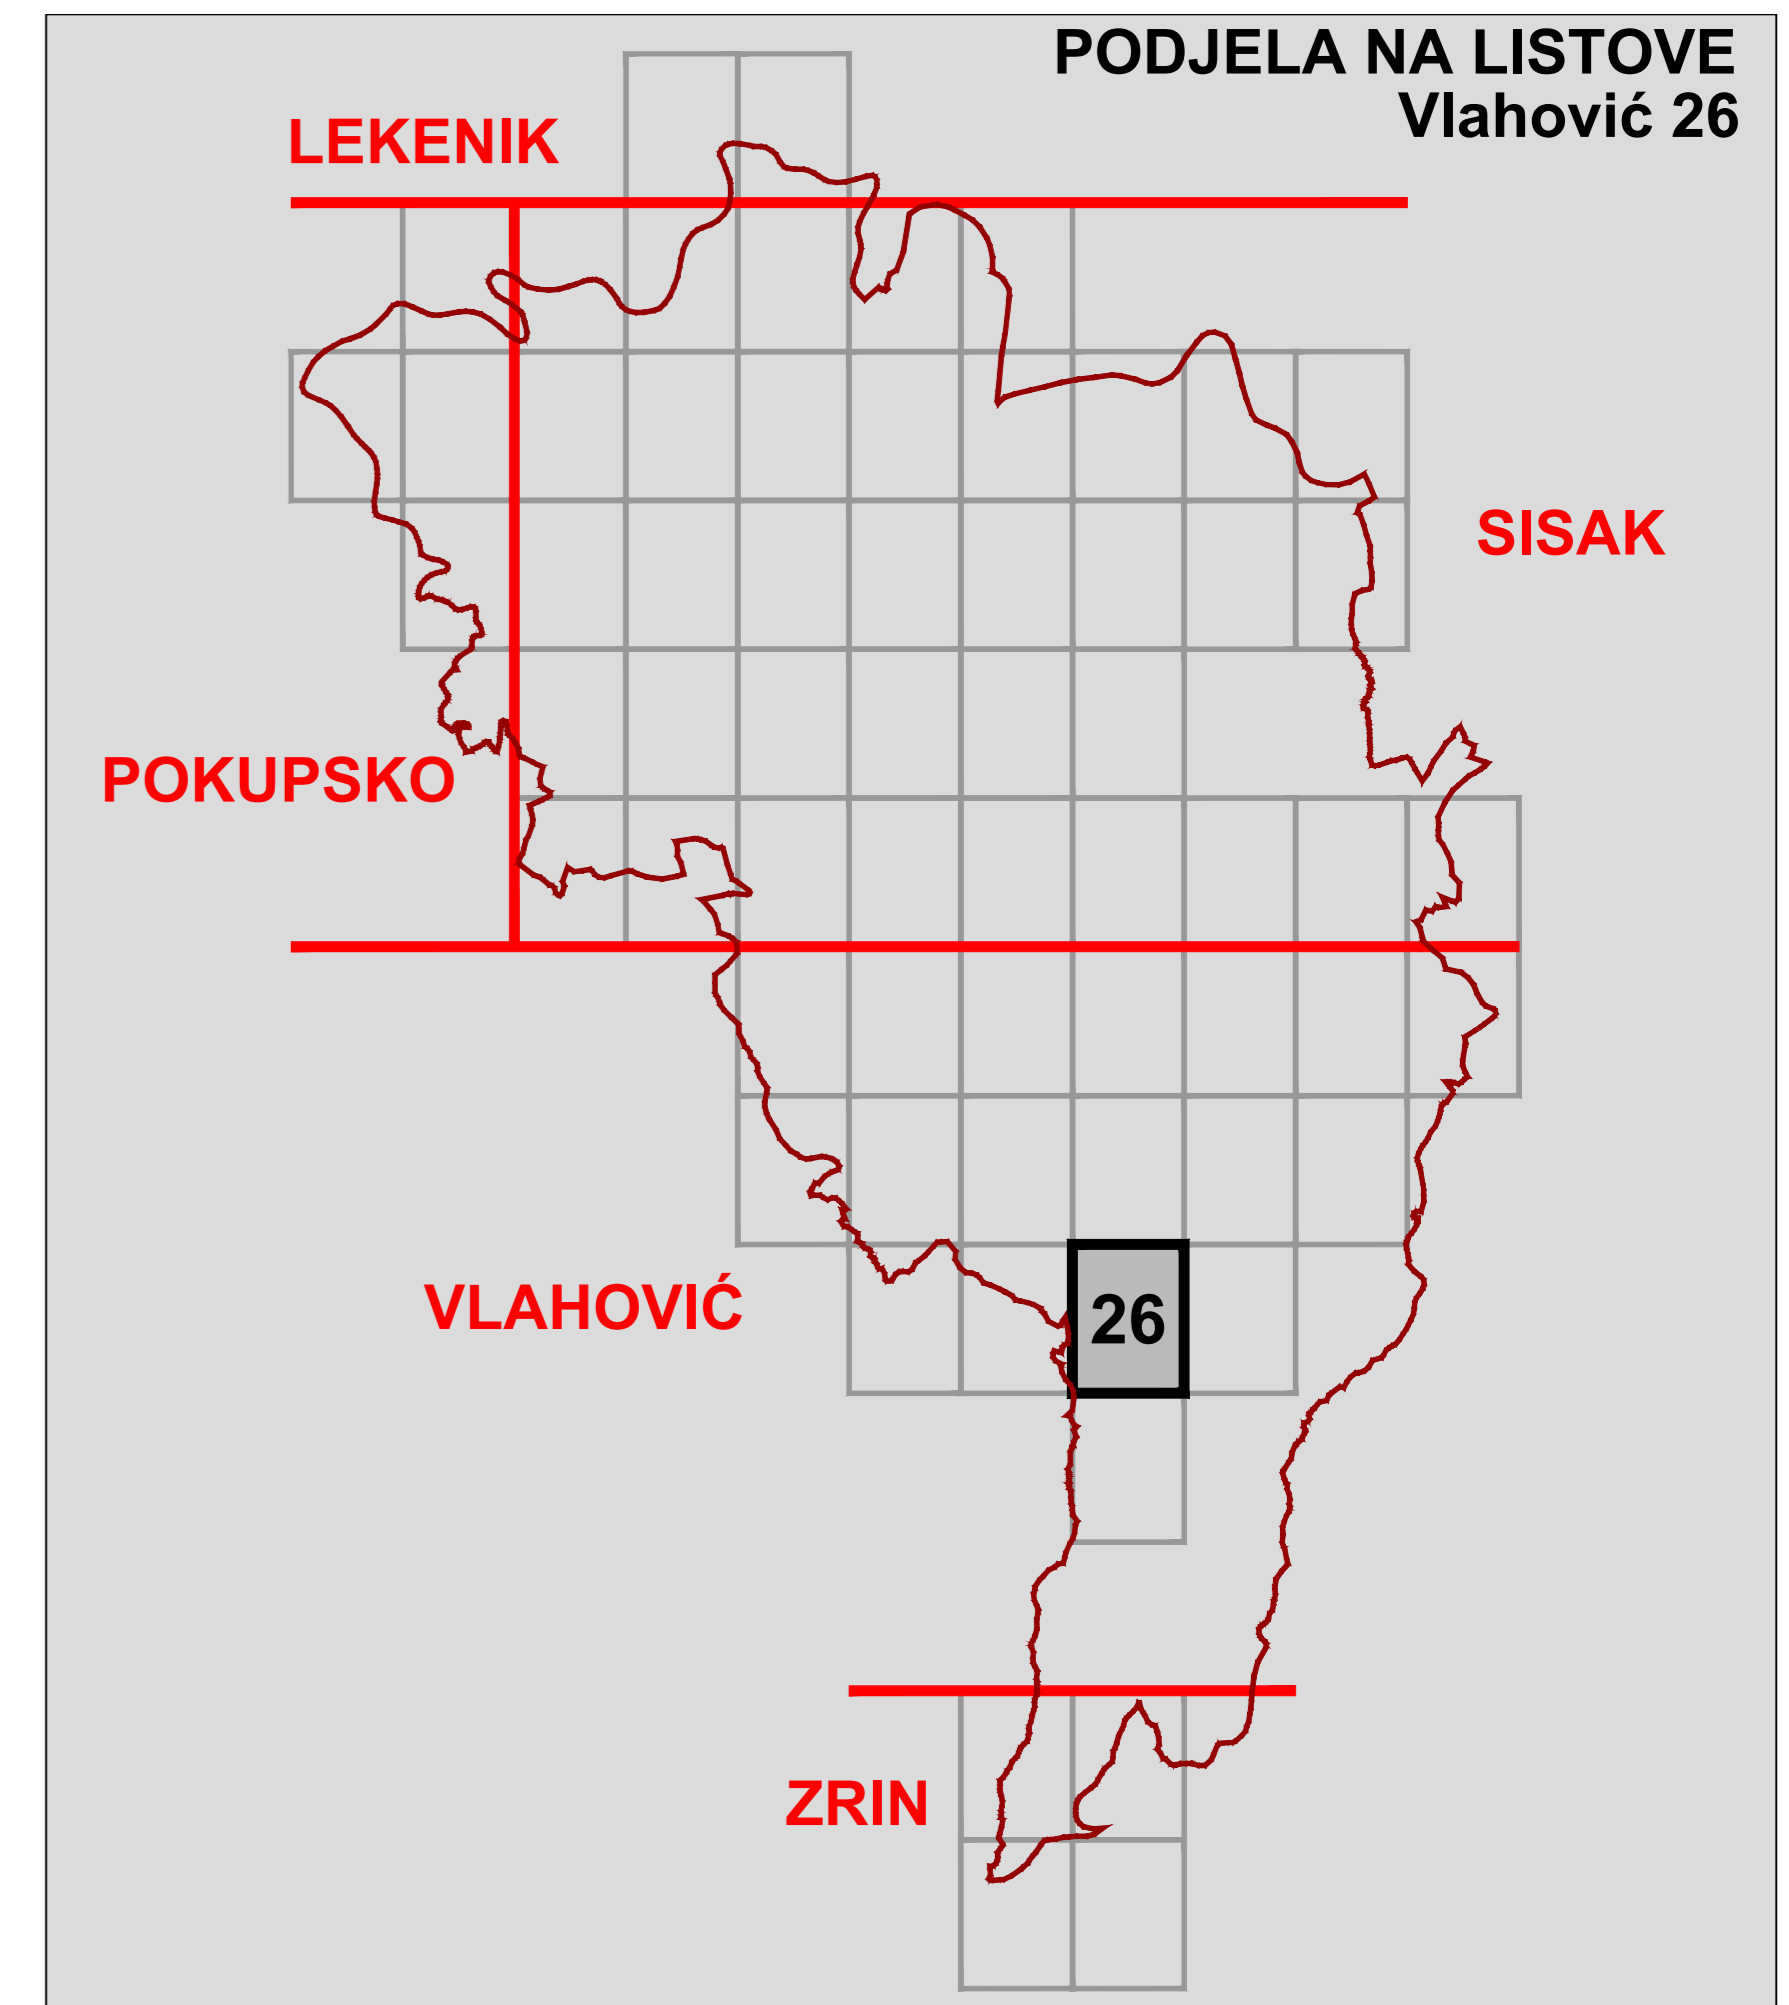 PODJELA NA LISTOVE
Vlahović 26
LEKENIK
SISAK
POKUPSKO
VLAHOVIĆ
26
ZRIN